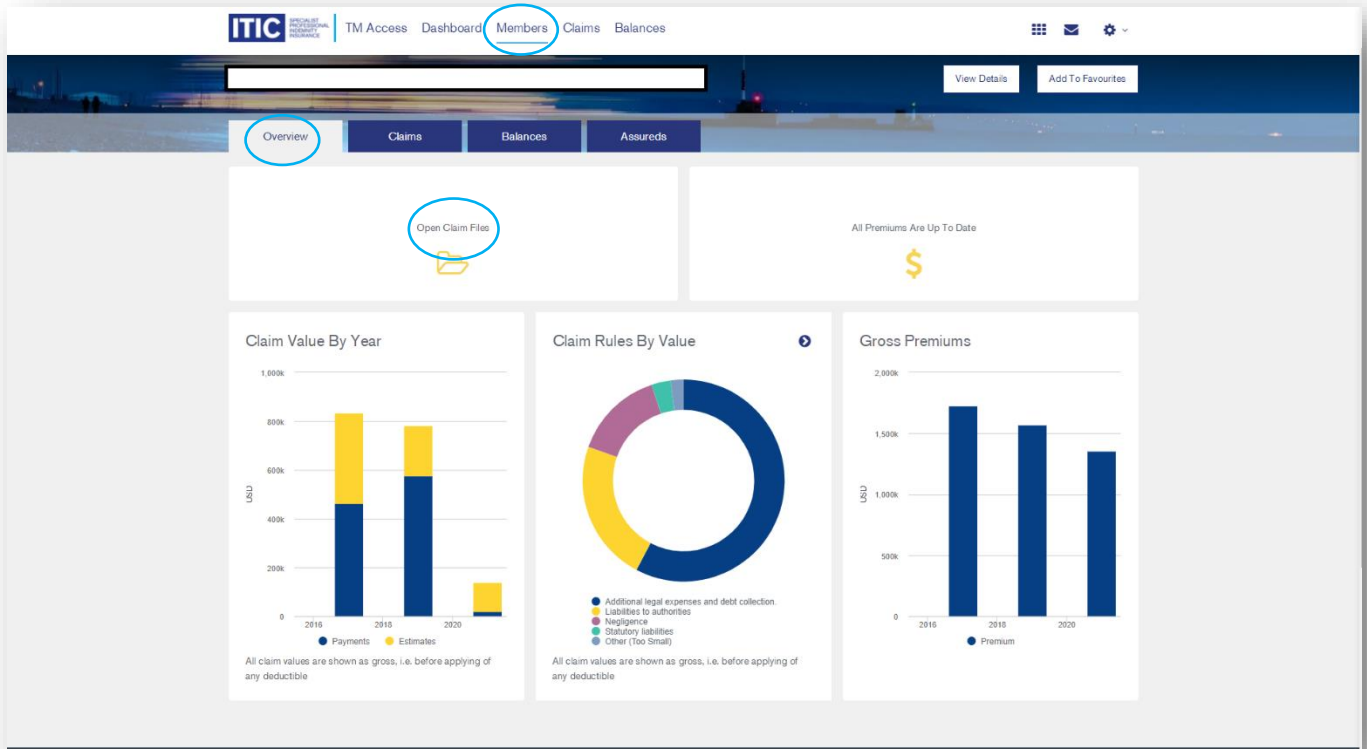 ITIC SPECIALIST PROFESSIONAL INDEMNITY INSURANCE TM Access Dashboard Members Claims Balances
View Details Add To Favourites
Overview Claims Balances Assureds
Open Claim Files
All Premiums Are Up To Date
$
Claim Value By Year
1,000k
800k
600k
400k
200k
0
USD
2016 2018 2020
Payments Estimates
All claim values are shown as gross, i.e. before applying of
any deductible
Claim Rules By Value
Additional legal expenses and debt collection.
Liabilities to authorities
Negligence
Statutory liabilities
Other (Too Small)
All claim values are shown as gross, i.e. before applying of
any deductible
Gross Premiums
2,000k
1,500k
1,000k
500k
0
USD
2016 2018 2020
Premium